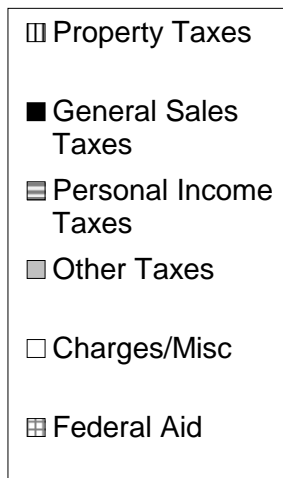 Property Taxes
General Sales
Taxes
Personal Income
Taxes
Other Taxes
Charges/Misc
Federal Aid